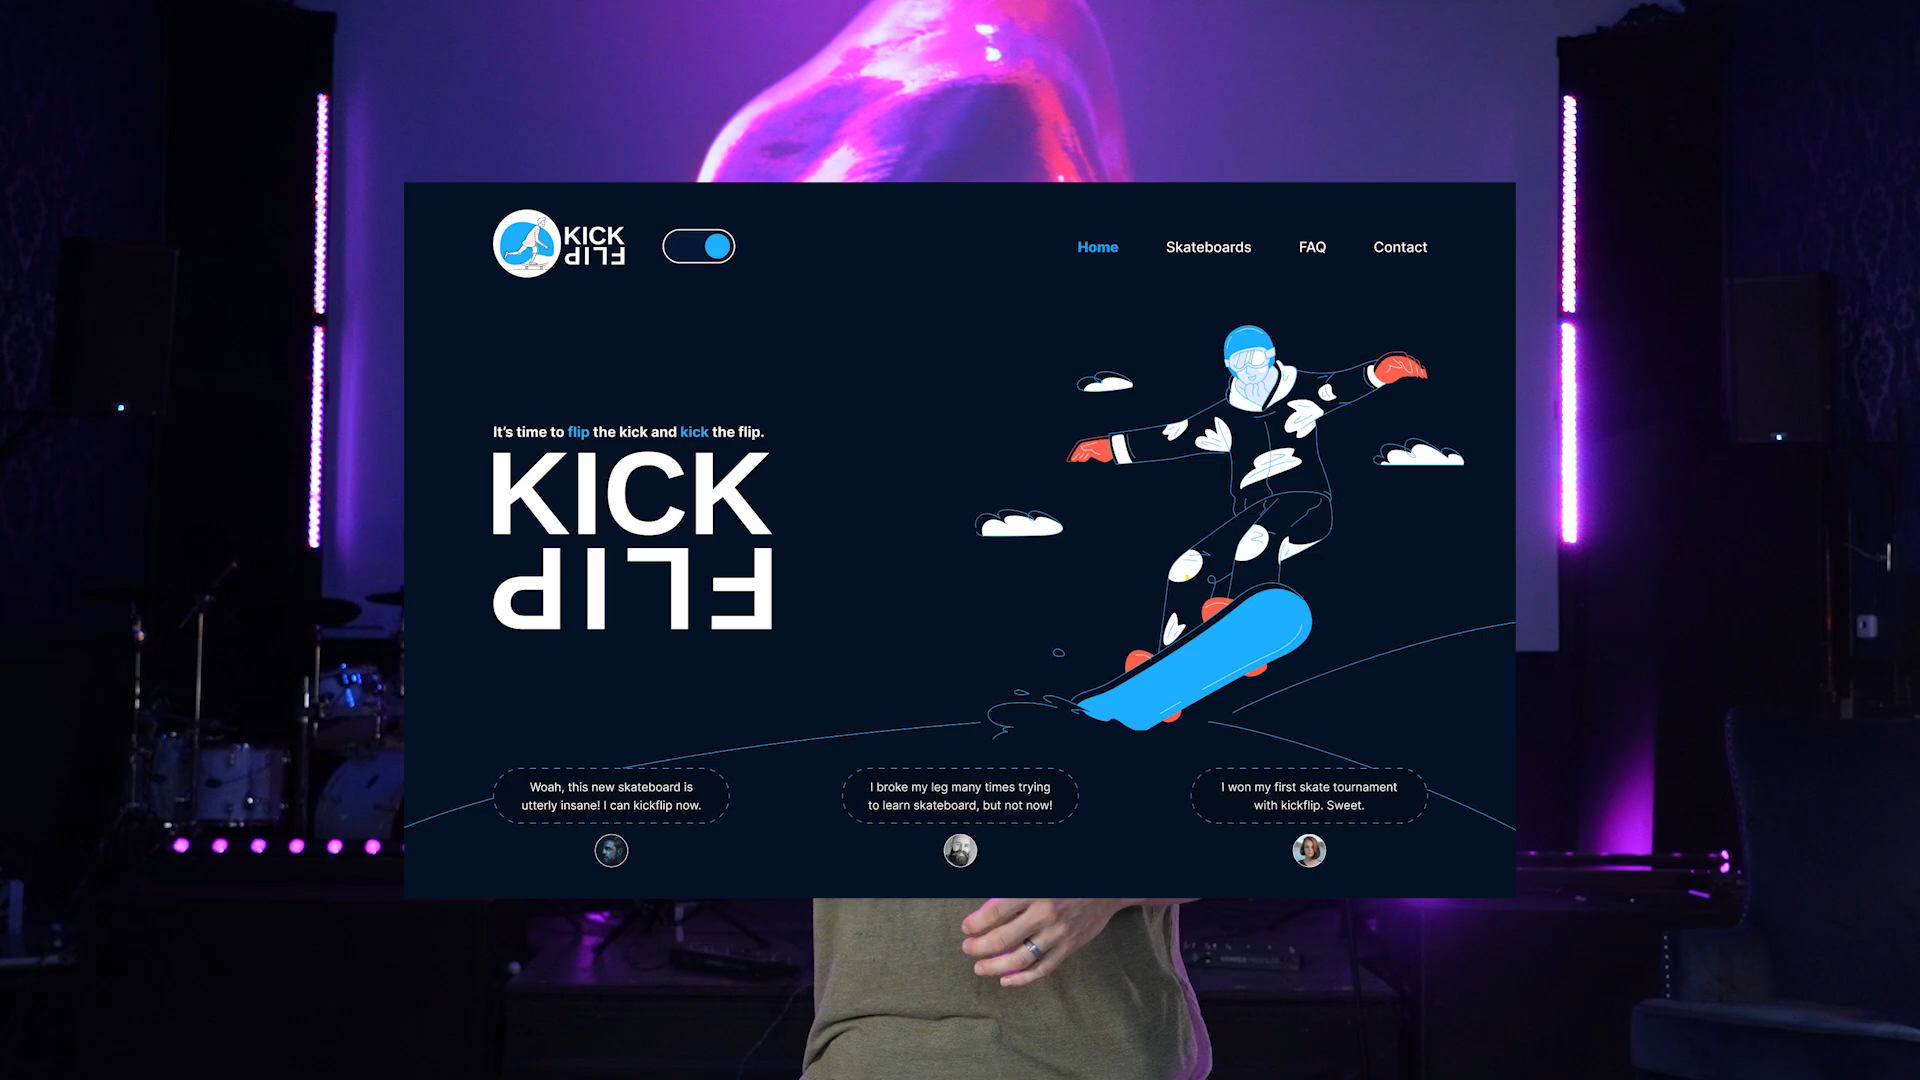 KICK
FLIP
Home
Skateboards
FAQ
Contact
It's time to flip the kick and kick the flip.
KICK
FLIP
Woah, this new skateboard is
utterly insane! I can kickflip now.
I broke my leg many times trying
to learn skateboard, but not now!
I won my first skate tournament
with kickflip. Sweet.